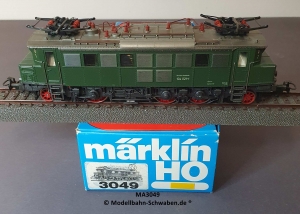 märklin
3049
HO
MA3049
© Modellbahn-Schwaben.de ®